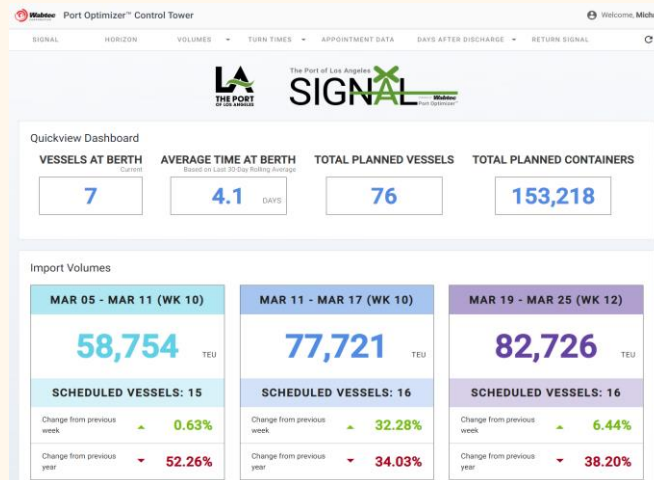 Wabtec Port Optimizer™ Control Tower
Welcome, Micha
SIGNAL HORIZON VOLUMES TURN TIMES APPOINTMENT DATA DAYS AFTER DISCHARGE RETURN SIGNAL
LA
THE PORT
OF LOS ANGELES
The Port of Los Angeles
SIGNAL
Wabtec
Port Optimizer™
Quickview Dashboard
VESSELS AT BERTH
Current
7
AVERAGE TIME AT BERTH
Based on Last 30-Day Rolling Average
4.1 DAYS
TOTAL PLANNED VESSELS
76
TOTAL PLANNED CONTAINERS
153,218
Import Volumes
MAR 05 - MAR 11 (WK 10)
58,754 TEU
SCHEDULED VESSELS: 15
Change from previous
week
0.63%
Change from previous
year
52.26%
MAR 11 - MAR 17 (WK 10)
77,721 TEU
SCHEDULED VESSELS: 16
Change from previous
week
32.28%
Change from previous
year
34.03%
MAR 19 - MAR 25 (WK 12)
82,726 TEU
SCHEDULED VESSELS: 16
Change from previous
week
6.44%
Change from previous
year
38.20%